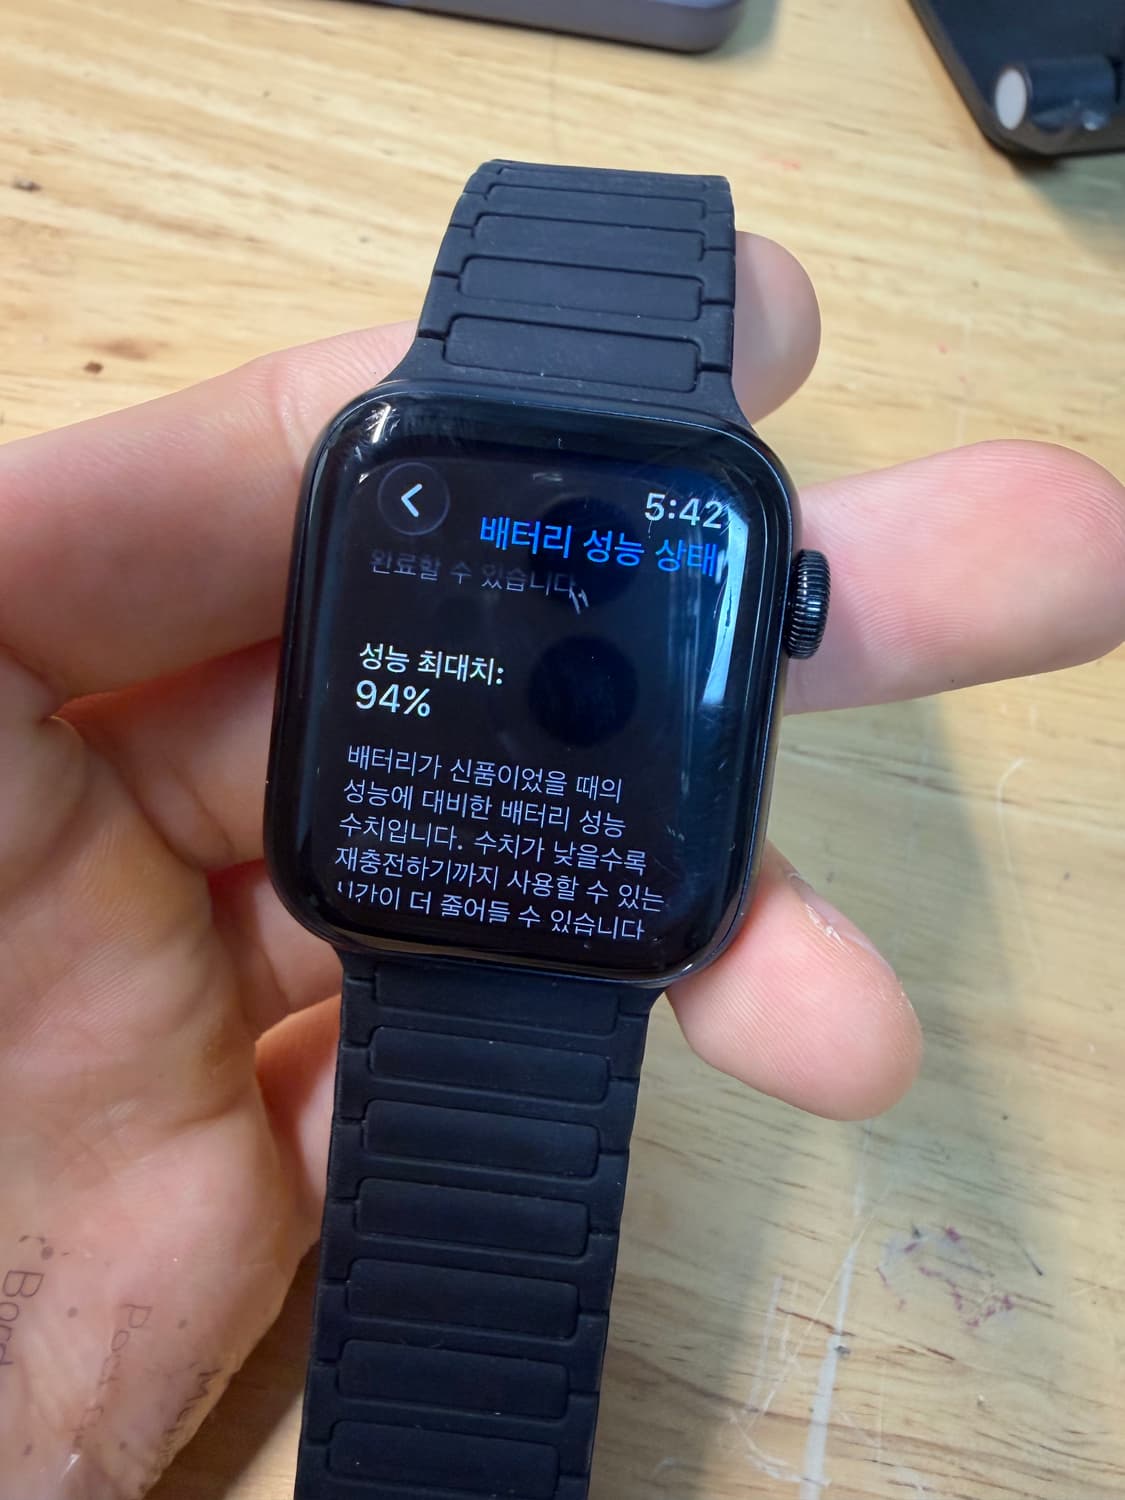 5:42
배터리 성능 상태
완료할 수 있습니다.
성능 최대치:
94%
배터리가 신품이었을 때의
성능에 대비한 배터리 성능
수치입니다. 수치가 낮을수록
재충전하기까지 사용할 수 있는
시간이 더 줄어들 수 있습니다